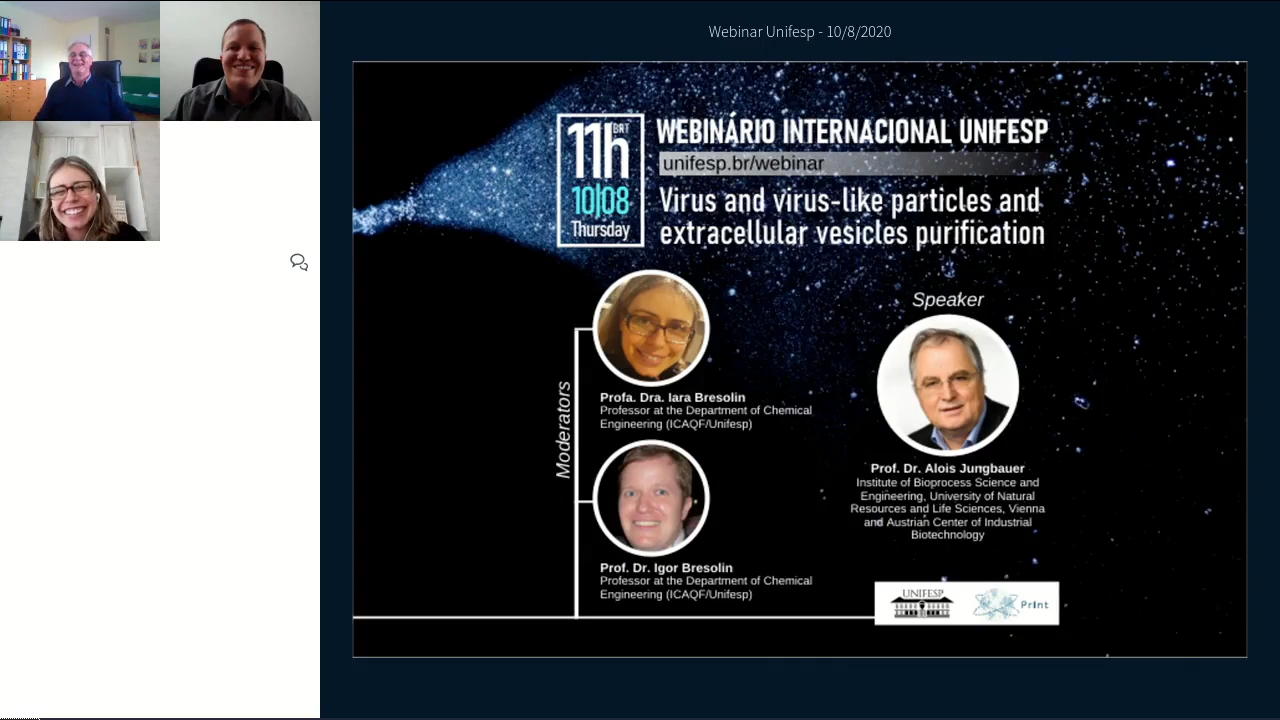 Webinar Unifesp - 10/8/2020
11h
BRT
10|08
Thursday
WEBINÁRIO INTERNACIONAL UNIFESP
unifesp.br/webinar
Virus and virus-like particles and
extracellular vesicles purification
Moderators
Profa. Dra. Iara Bresolin
Professor at the Department of Chemical
Engineering (ICAQF/Unifesp)
Prof. Dr. Igor Bresolin
Professor at the Department of Chemical
Engineering (ICAQF/Unifesp)
Speaker
Prof. Dr. Alois Jungbauer
Institute of Bioprocess Science and
Engineering, University of Natural
Resources and Life Sciences, Vienna
and Austrian Center of Industrial
Biotechnology
UNIFESP
Print